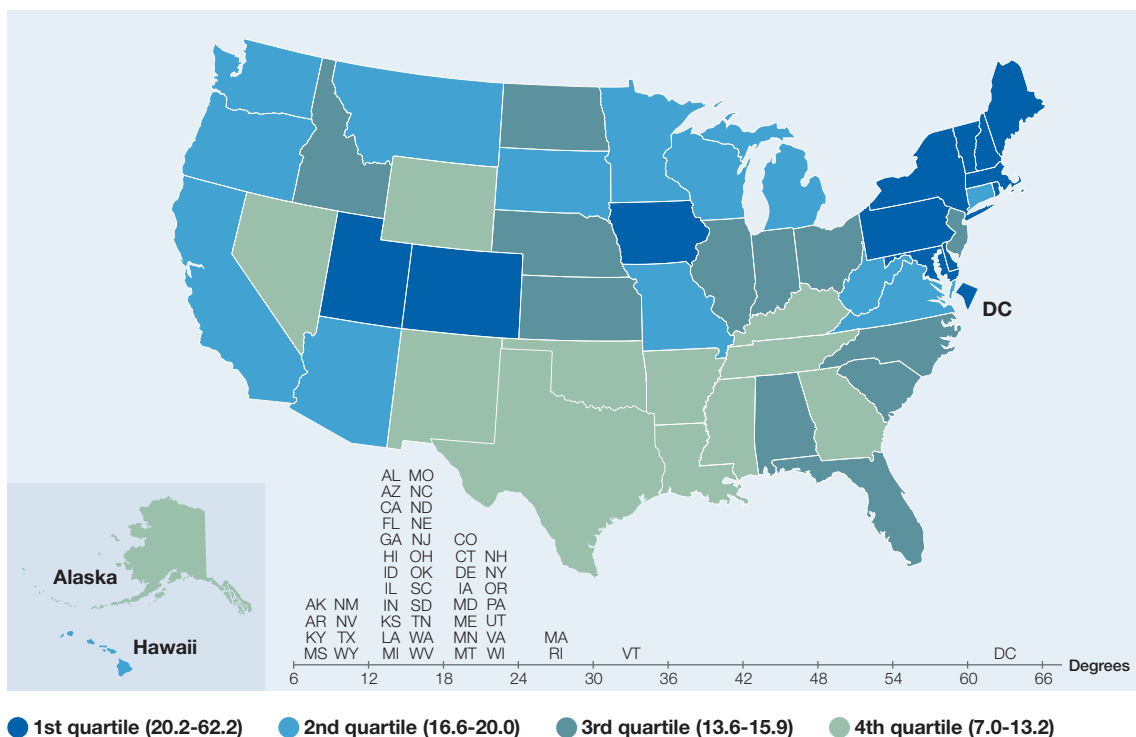 DC
AL MO
AZ NC
CA ND
FL NE
GA NJ CO
HI OH CT NH
ID OK DE NY
IL SC IA OR
AK NM IN SD MD PA
AR NV KS TN ME UT
KY TX LA WA MN VA MA
MS WY MI WV MT WI RI VT DC
Alaska
Hawaii
6 12 18 24 30 36 42 48 54 60 66 Degrees
1st quartile (20.2-62.2) 2nd quartile (16.6-20.0) 3rd quartile (13.6-15.9) 4th quartile (7.0-13.2)